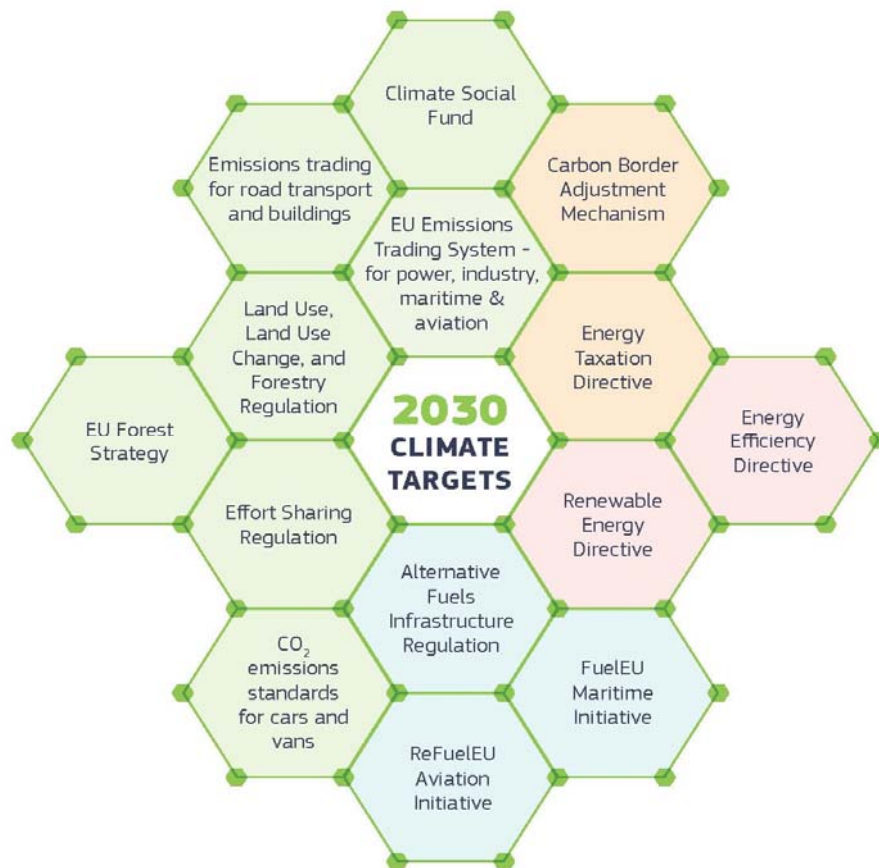 Climate Social
Fund
Emissions trading
for road transport
and buildings
Carbon Border
Adjustment
Mechanism
EU Emissions
Trading System -
for power, industry,
maritime &
aviation
Land Use,
Land Use
Change, and
Forestry
Regulation
Energy
Taxation
Directive
EU Forest
Strategy
2030
CLIMATE
TARGETS
Energy
Efficiency
Directive
Effort Sharing
Regulation
Renewable
Energy
Directive
Alternative
Fuels
Infrastructure
Regulation
CO₂
emissions
standards
for cars and
vans
FuelEU
Maritime
Initiative
ReFuelEU
Aviation
Initiative